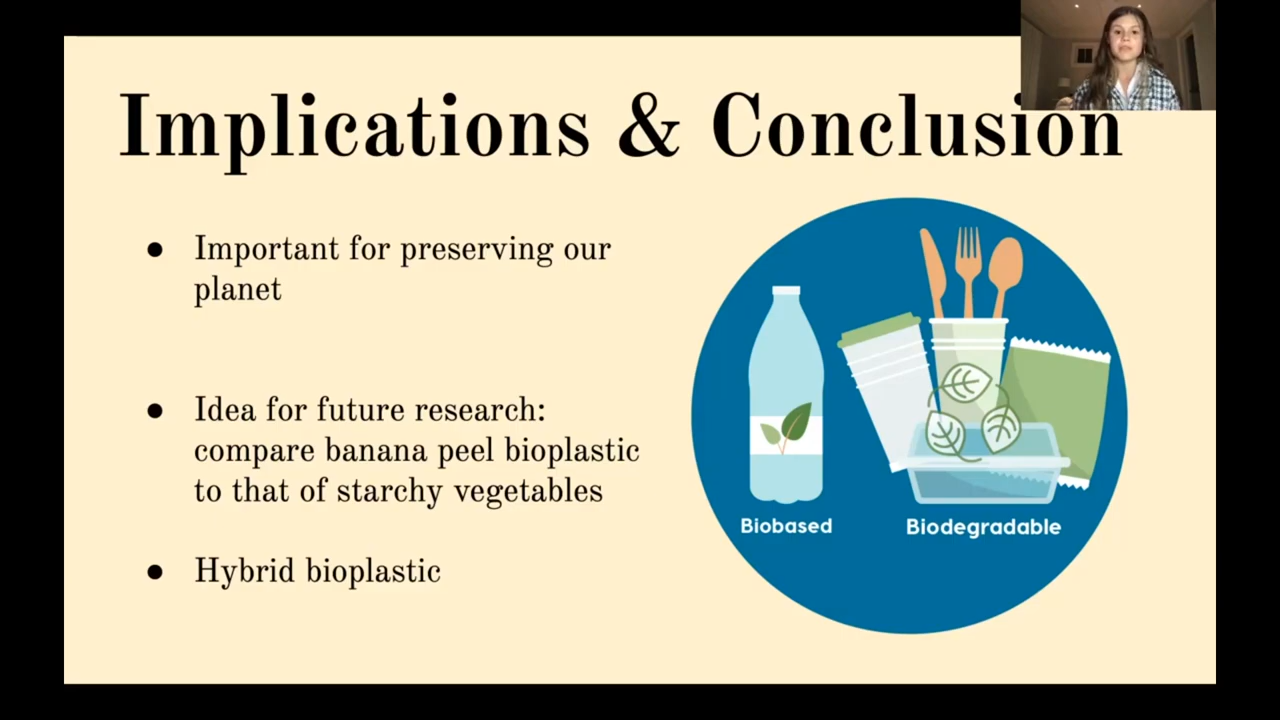 Implications & Conclusion
● Important for preserving our
planet
● Idea for future research:
compare banana peel bioplastic
to that of starchy vegetables
● Hybrid bioplastic
Biobased
Biodegradable